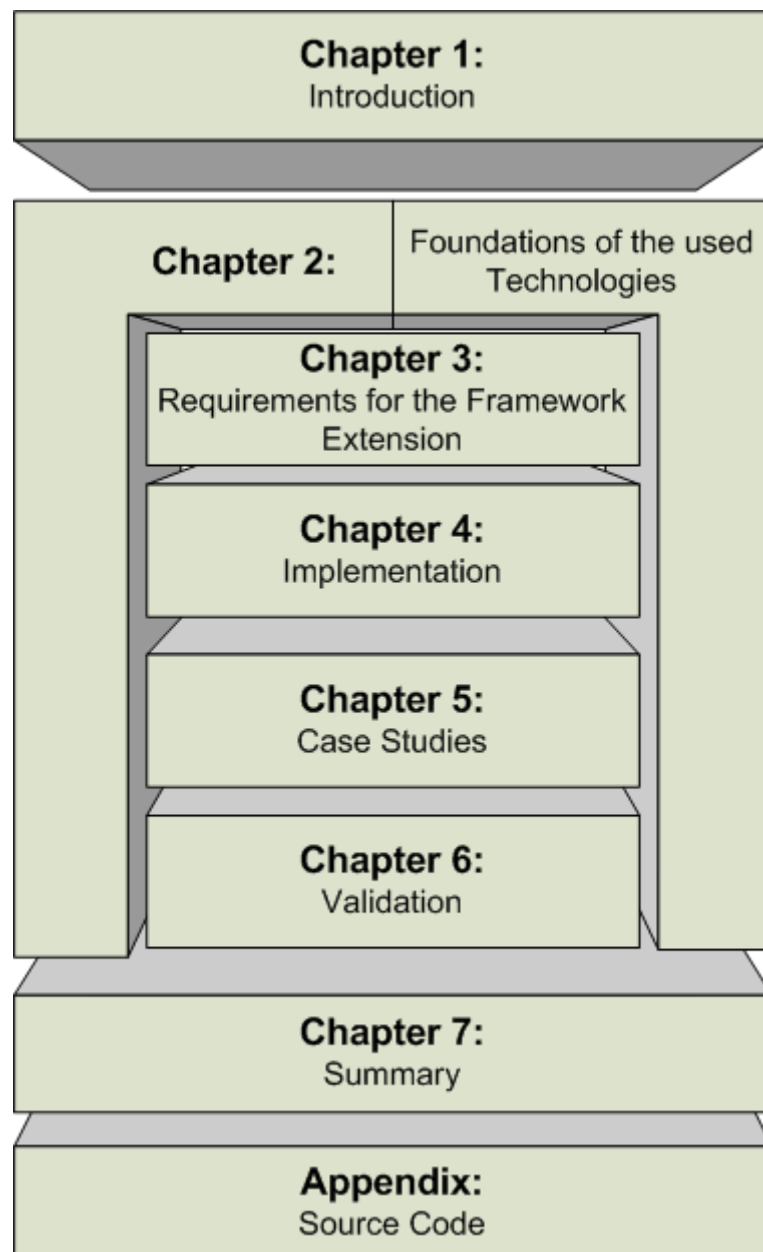 Chapter 1:
Introduction
Chapter 2:
Foundations of the used
Technologies
Chapter 3:
Requirements for the Framework
Extension
Chapter 4:
Implementation
Chapter 5:
Case Studies
Chapter 6:
Validation
Chapter 7:
Summary
Appendix:
Source Code